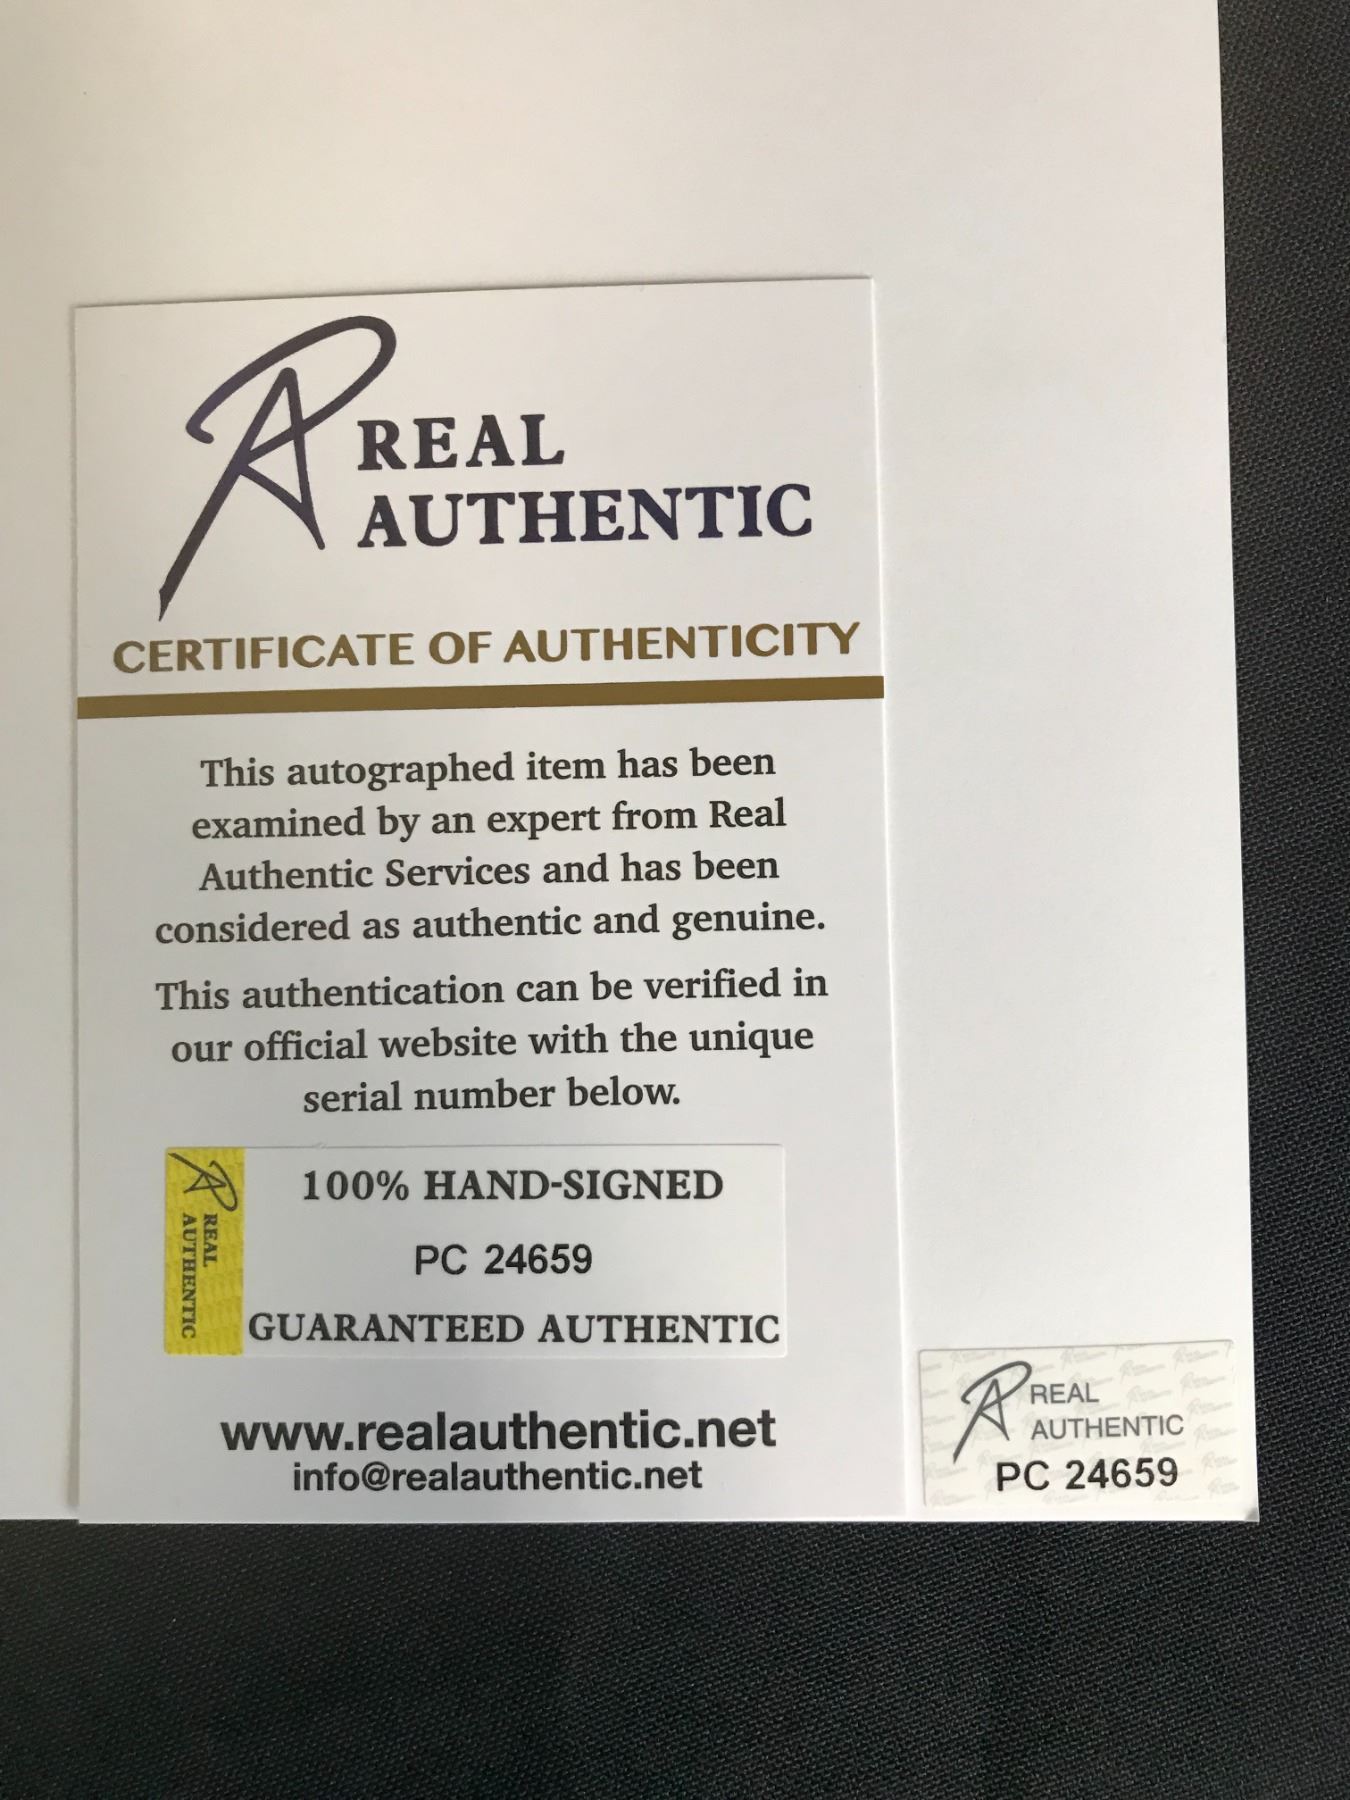 REAL
AUTHENTIC
CERTIFICATE OF AUTHENTICITY
This autographed item has been
examined by an expert from Real
Authentic Services and has been
considered as authentic and genuine.
This authentication can be verified in
our official website with the unique
serial number below.
REAL
AUTHENTIC
100% HAND-SIGNED
PC 24659
GUARANTEED AUTHENTIC
www.realauthentic.net
info@realauthentic.net
REAL
AUTHENTIC
PC 24659